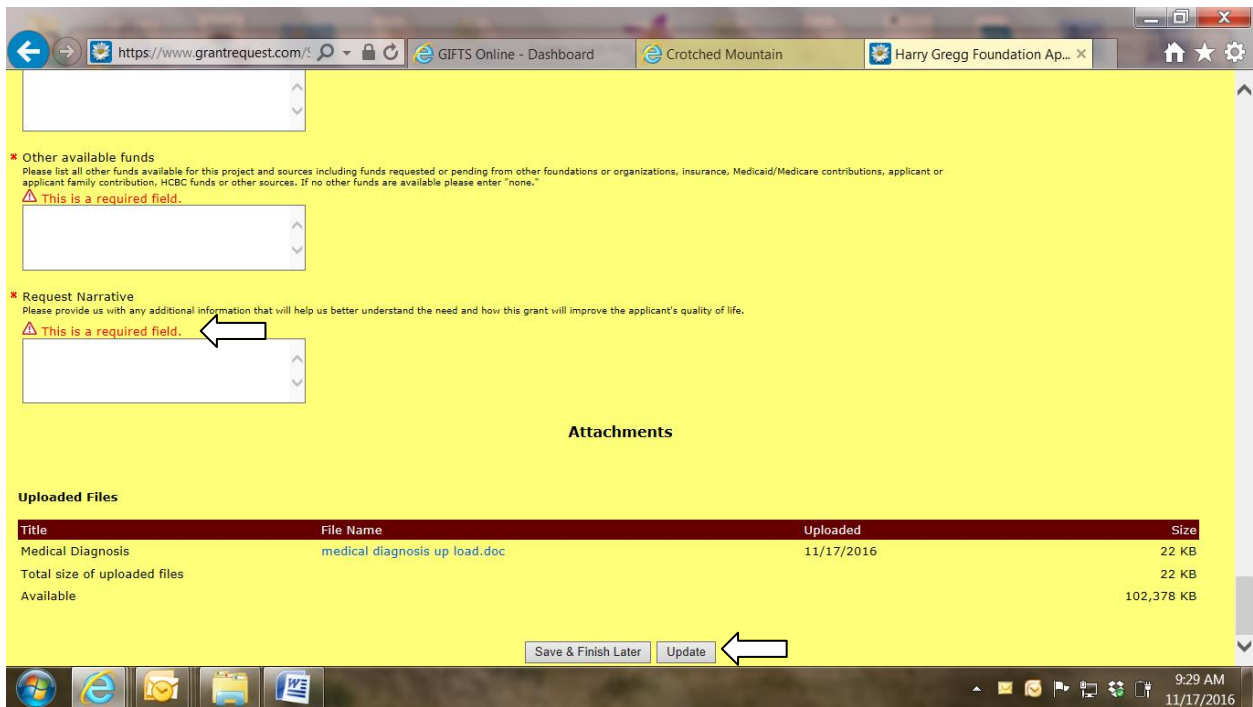 https://www.grantrequest.com/
GIFTS Online - Dashboard
Crotched Mountain
Harry Gregg Foundation Ap...
* Other available funds
Please list all other funds available for this project and sources including funds requested or pending from other foundations or organizations, insurance, Medicaid/Medicare contributions, applicant or
applicant family contribution, HCBC funds or other sources. If no other funds are available please enter "none."
This is a required field.
* Request Narrative
Please provide us with any additional information that will help us better understand the need and how this grant will improve the applicant's quality of life.
This is a required field.
Attachments
Uploaded Files
Title File Name Uploaded Size
Medical Diagnosis medical diagnosis up load.doc 11/17/2016 22 KB
Total size of uploaded files 22 KB
Available 102,378 KB
Save & Finish Later Update
9:29 AM
11/17/2016